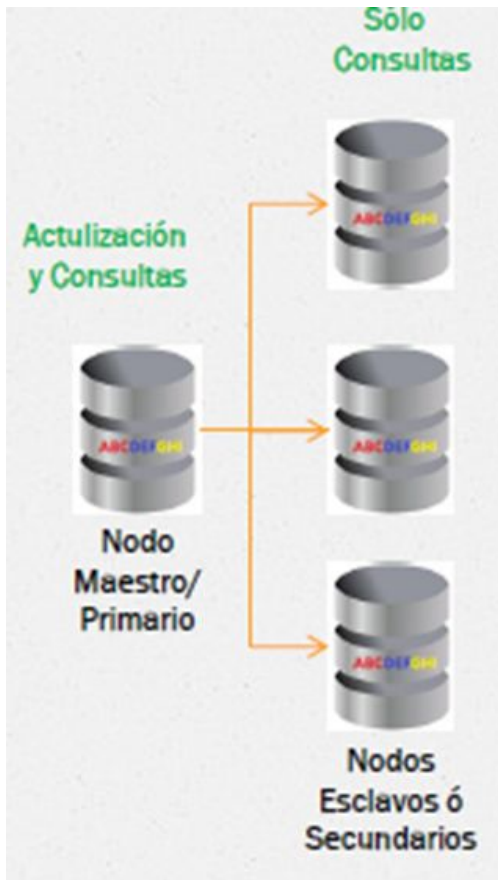 Sólo
Consultas
ABCDEFGHI
Actulización
y Consultas
ABCDEFGHI
ABCDEFGHI
Nodo
Maestro/
Primario
ABCDEFGHI
Nodos
Esclavos ó
Secundarios